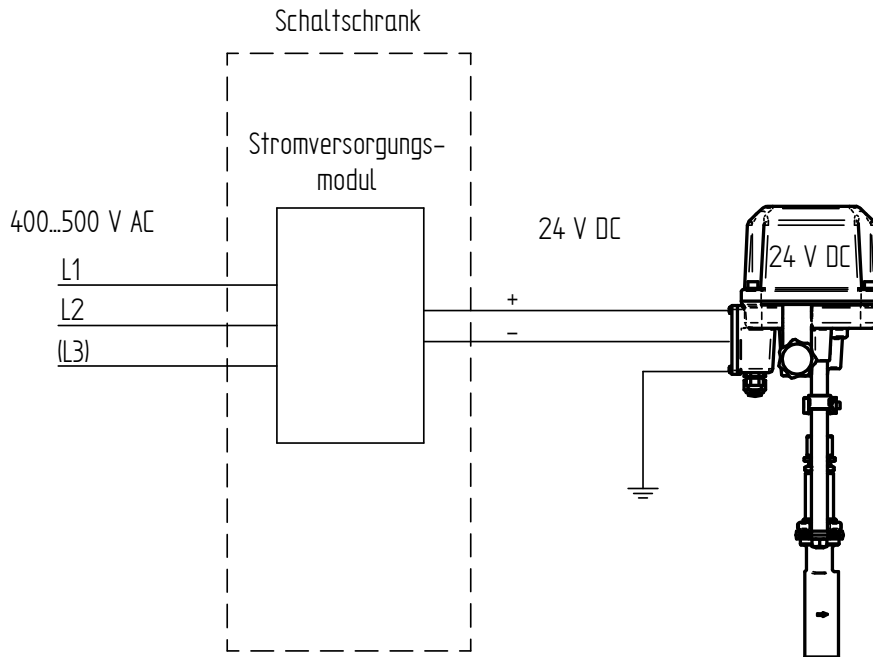 Schaltschrank
Stromversorgungs-
modul
400...500 V AC
24 V DC
24 V DC
L1
L2
(L3)
+
-